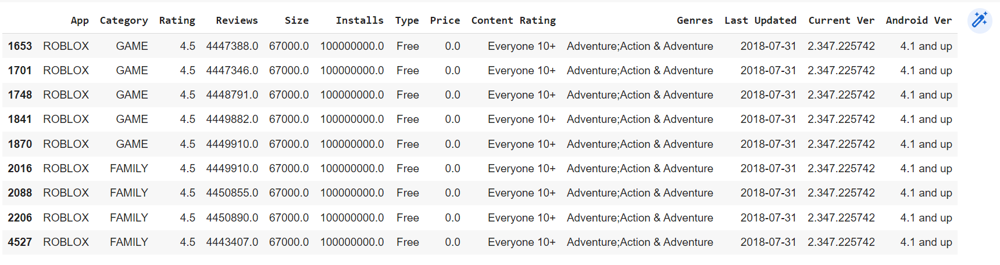 App Category Rating Reviews Size Installs Type Price Content Rating Genres Last Updated Current Ver Android Ver
1653 ROBLOX GAME 4.5 4447388.0 67000.0 100000000.0 Free 0.0 Everyone 10+ Adventure;Action & Adventure 2018-07-31 2.347.225742 4.1 and up
1701 ROBLOX GAME 4.5 4447346.0 67000.0 100000000.0 Free 0.0 Everyone 10+ Adventure;Action & Adventure 2018-07-31 2.347.225742 4.1 and up
1748 ROBLOX GAME 4.5 4448791.0 67000.0 100000000.0 Free 0.0 Everyone 10+ Adventure;Action & Adventure 2018-07-31 2.347.225742 4.1 and up
1841 ROBLOX GAME 4.5 4449882.0 67000.0 100000000.0 Free 0.0 Everyone 10+ Adventure;Action & Adventure 2018-07-31 2.347.225742 4.1 and up
1870 ROBLOX GAME 4.5 4449910.0 67000.0 100000000.0 Free 0.0 Everyone 10+ Adventure;Action & Adventure 2018-07-31 2.347.225742 4.1 and up
2016 ROBLOX FAMILY 4.5 4449910.0 67000.0 100000000.0 Free 0.0 Everyone 10+ Adventure;Action & Adventure 2018-07-31 2.347.225742 4.1 and up
2088 ROBLOX FAMILY 4.5 4450855.0 67000.0 100000000.0 Free 0.0 Everyone 10+ Adventure;Action & Adventure 2018-07-31 2.347.225742 4.1 and up
2206 ROBLOX FAMILY 4.5 4450890.0 67000.0 100000000.0 Free 0.0 Everyone 10+ Adventure;Action & Adventure 2018-07-31 2.347.225742 4.1 and up
4527 ROBLOX FAMILY 4.5 4443407.0 67000.0 100000000.0 Free 0.0 Everyone 10+ Adventure;Action & Adventure 2018-07-31 2.347.225742 4.1 and up